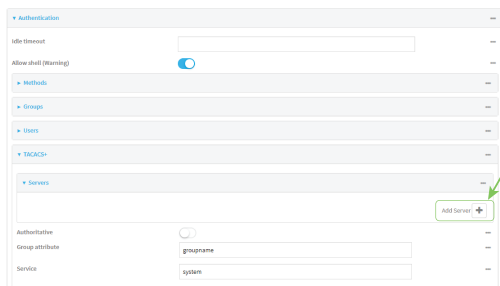 Authentication
Idle timeout
Allow shell (Warning)
Methods
Groups
Users
TACACS+
Servers
Add Server
Authoritative
Group attribute
groupname
Service
system